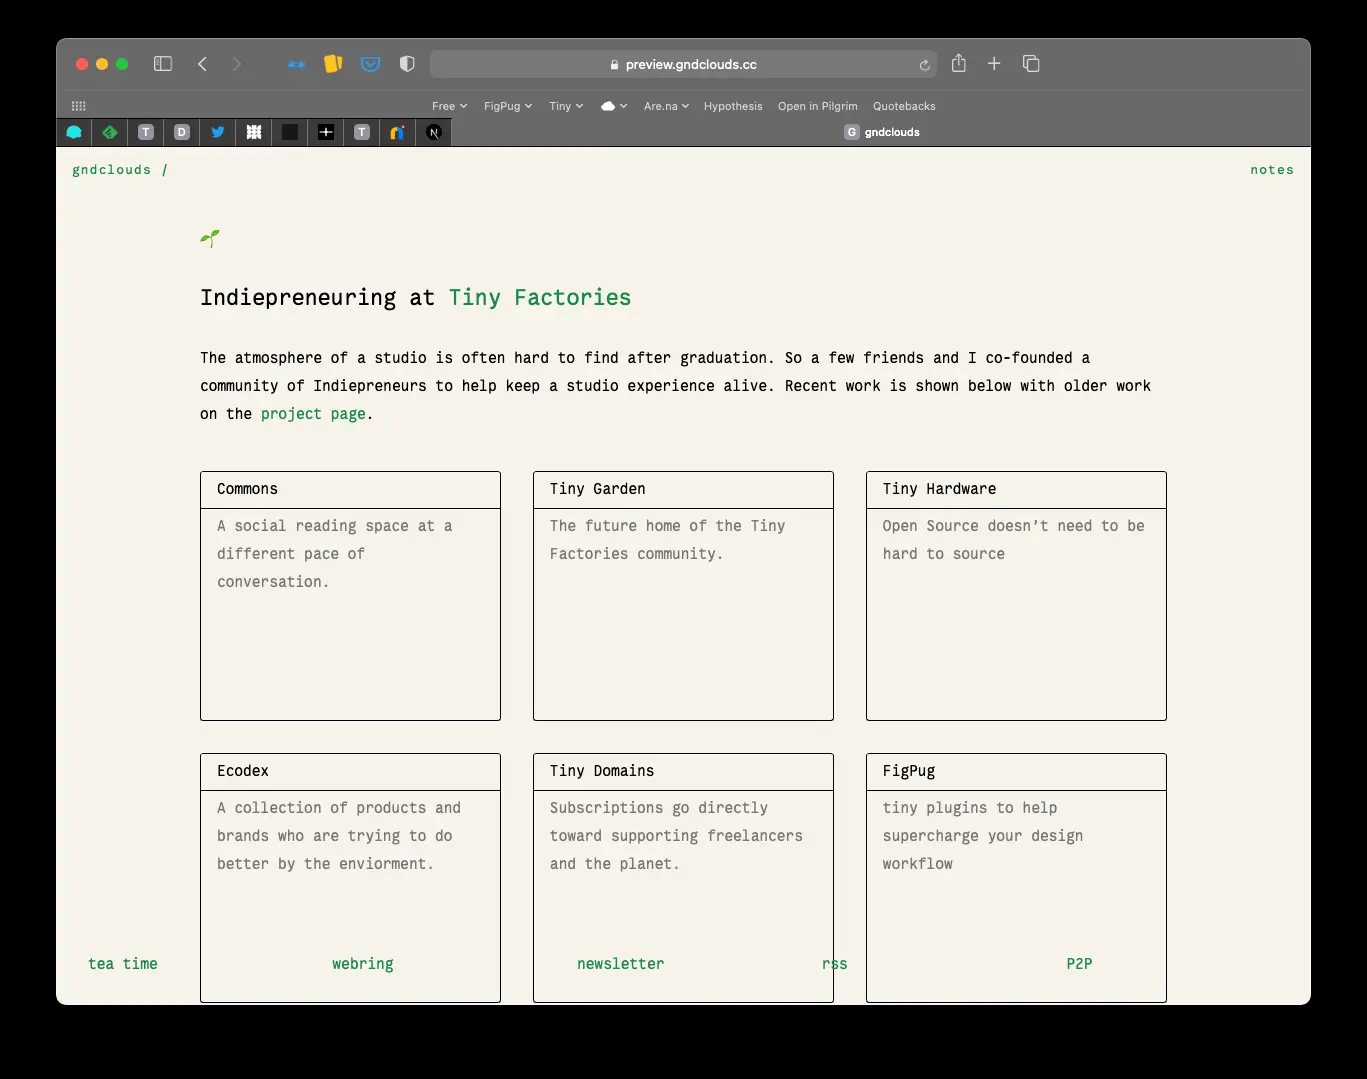 preview.gndclouds.cc
Free FigPug Tiny Are.na Hypothesis Open in Pilgrim Quotebacks
T D T N G gndclouds
gndclouds / notes
Indiepreneuring at Tiny Factories
The atmosphere of a studio is often hard to find after graduation. So a few friends and I co-founded a
community of Indiepreneurs to help keep a studio experience alive. Recent work is shown below with older work
on the project page.
Commons
A social reading space at a
different pace of
conversation.
Tiny Garden
The future home of the Tiny
Factories community.
Tiny Hardware
Open Source doesn’t need to be
hard to source
Ecodex
A collection of products and
brands who are trying to do
better by the enviorment.
Tiny Domains
Subscriptions go directly
toward supporting freelancers
and the planet.
FigPug
tiny plugins to help
supercharge your design
workflow
tea time webring newsletter rss P2P